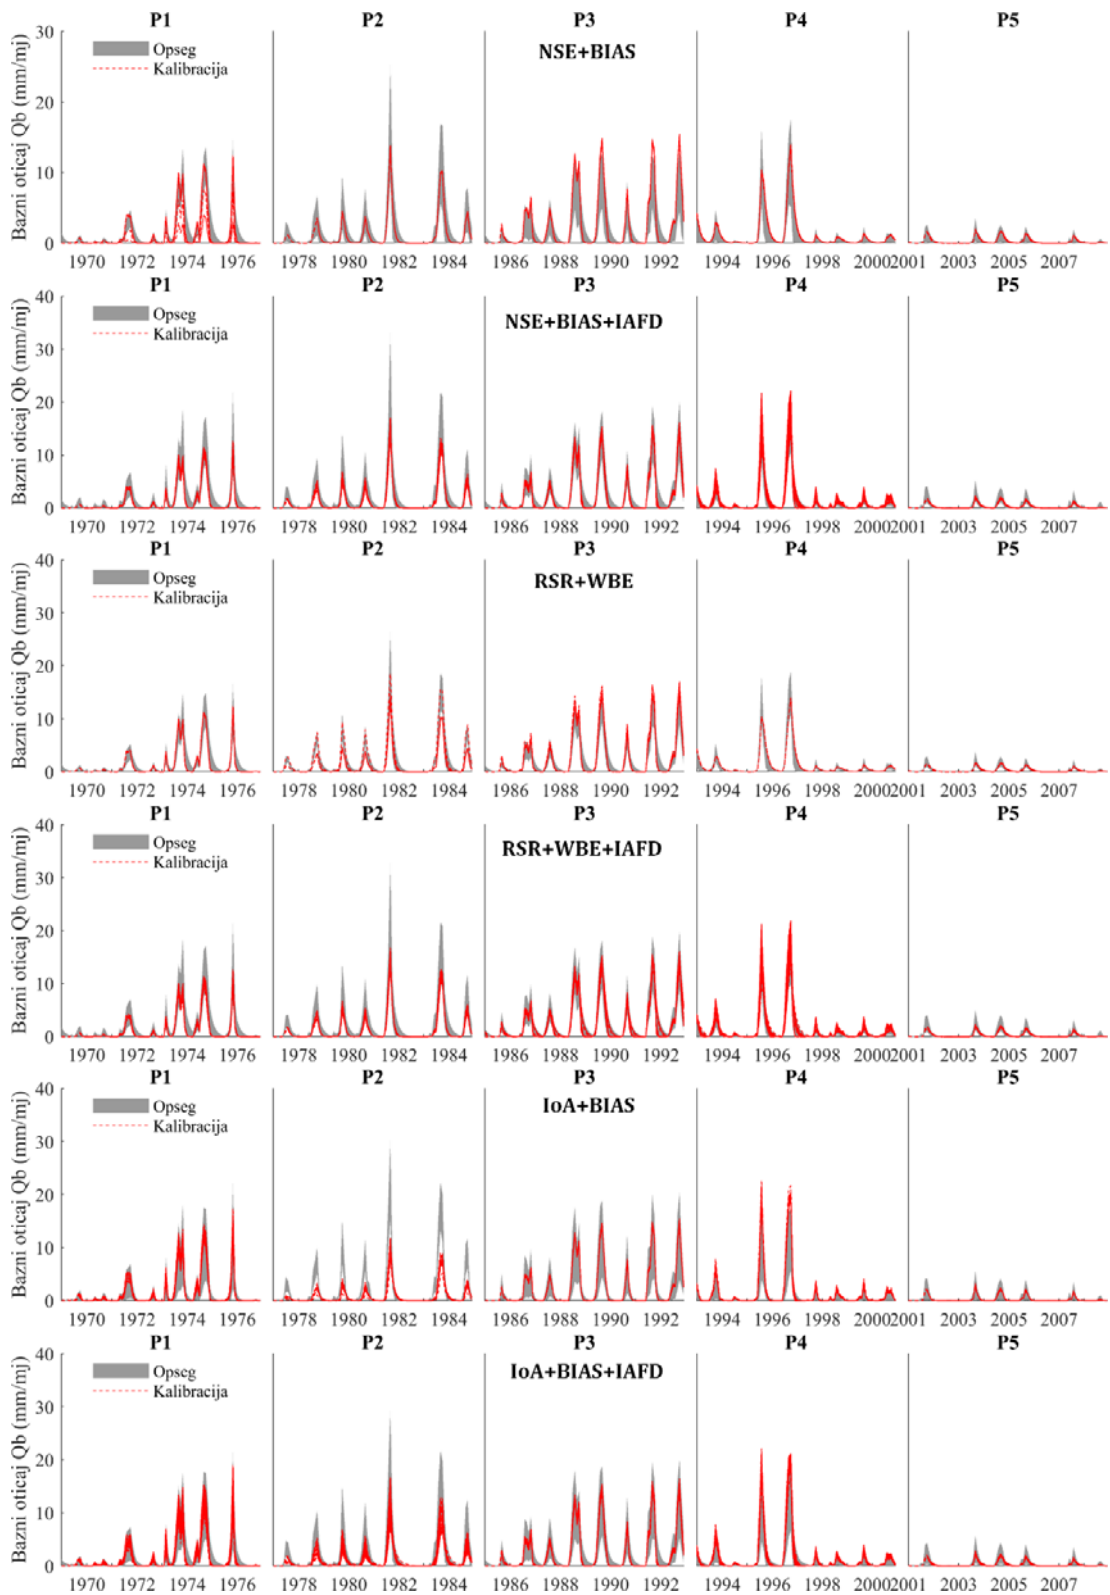 P1 P2 P3 P4 P5
30
20
10
0
Bazni oticaj Qb (mm/mj)
Opseg
Kalibracija
NSE+BIAS
1970 1972 1974 1976 1978 1980 1982 1984 1986 1988 1990 1992 1994 1996 1998 2000 2001 2003 2005 2007
P1 P2 P3 P4 P5
40
30
20
10
0
Bazni oticaj Qb (mm/mj)
Opseg
Kalibracija
NSE+BIAS+IAFD
1970 1972 1974 1976 1978 1980 1982 1984 1986 1988 1990 1992 1994 1996 1998 2000 2001 2003 2005 2007
P1 P2 P3 P4 P5
40
30
20
10
0
Bazni oticaj Qb (mm/mj)
Opseg
Kalibracija
RSR+WBE
1970 1972 1974 1976 1978 1980 1982 1984 1986 1988 1990 1992 1994 1996 1998 2000 2001 2003 2005 2007
P1 P2 P3 P4 P5
40
30
20
10
0
Bazni oticaj Qb (mm/mj)
Opseg
Kalibracija
RSR+WBE+IAFD
1970 1972 1974 1976 1978 1980 1982 1984 1986 1988 1990 1992 1994 1996 1998 2000 2001 2003 2005 2007
P1 P2 P3 P4 P5
40
30
20
10
0
Bazni oticaj Qb (mm/mj)
Opseg
Kalibracija
IoA+BIAS
1970 1972 1974 1976 1978 1980 1982 1984 1986 1988 1990 1992 1994 1996 1998 2000 2001 2003 2005 2007
P1 P2 P3 P4 P5
40
30
20
10
0
Bazni oticaj Qb (mm/mj)
Opseg
Kalibracija
IoA+BIAS+IAFD
1970 1972 1974 1976 1978 1980 1982 1984 1986 1988 1990 1992 1994 1996 1998 2000 2001 2003 2005 2007